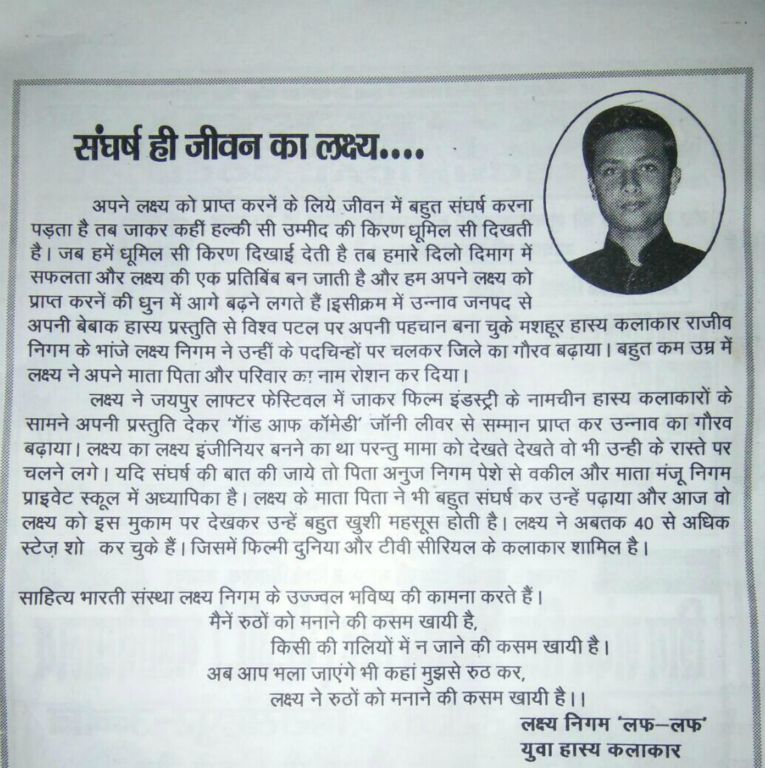 संघर्ष ही जीवन का लक्ष्य....
अपने लक्ष्य को प्राप्त करनें के लिये जीवन में बहुत संघर्ष करना
पड़ता है तब जाकर कहीं हल्की सी उम्मीद की किरण धूमिल सी दिखती
है। जब हमें धूमिल सी किरण दिखाई देती है तब हमारे दिलो दिमाग में
सफलता और लक्ष्य की एक प्रतिबिंब बन जाती है और हम अपने लक्ष्य को
प्राप्त करनें की धुन में आगे बढ़ने लगते हैं।इसीक्रम में उन्नाव जनपद से
अपनी बेबाक हास्य प्रस्तुति से विश्व पटल पर अपनी पहचान बना चुके मशहूर हास्य कलाकार राजीव
निगम के भांजे लक्ष्य निगम ने उन्हीं के पदचिन्हों पर चलकर जिले का गौरव बढ़ाया। बहुत कम उम्र में
लक्ष्य ने अपने माता पिता और परिवार का नाम रोशन कर दिया।
लक्ष्य ने जयपुर लाफ्टर फेस्टिवल में जाकर फिल्म इंडस्ट्री के नामचीन हास्य कलाकारों के
सामने अपनी प्रस्तुति देकर 'गॉड आफ कॉमेडी' जॉनी लीवर से सम्मान प्राप्त कर उन्नाव का गौरव
बढ़ाया। लक्ष्य का लक्ष्य इंजीनियर बनने का था परन्तु मामा को देखते देखते वो भी उन्ही के रास्ते पर
चलने लगे। यदि संघर्ष की बात की जाये तो पिता अनुज निगम पेशे से वकील और माता मंजू निगम
प्राइवेट स्कूल में अध्यापिका है। लक्ष्य के माता पिता ने भी बहुत संघर्ष कर उन्हें पढ़ाया और आज वो
लक्ष्य को इस मुकाम पर देखकर उन्हें बहुत खुशी महसूस होती है। लक्ष्य ने अबतक 40 से अधिक
स्टेज़ शो कर चुके हैं। जिसमें फिल्मी दुनिया और टीवी सीरियल के कलाकार शामिल है।
साहित्य भारती संस्था लक्ष्य निगम के उज्ज्वल भविष्य की कामना करते हैं।
मैनें रुठों को मनाने की कसम खायी है,
किसी की गलियों में न जाने की कसम खायी है।
अब आप भला जाएंगे भी कहां मुझसे रुठ कर,
लक्ष्य ने रुठों को मनाने की कसम खायी है।।
लक्ष्य निगम 'लफ–लफ'
युवा हास्य कलाकार